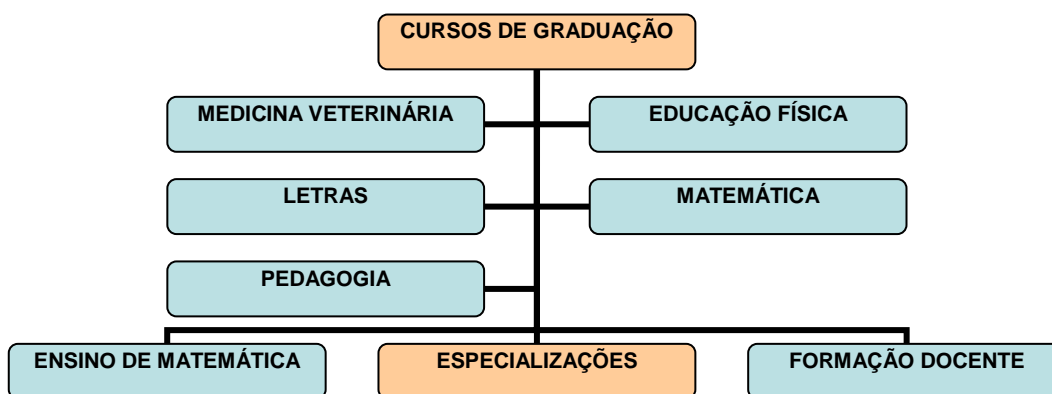 CURSOS DE GRADUAÇÃO
MEDICINA VETERINÁRIA
EDUCAÇÃO FÍSICA
LETRAS
MATEMÁTICA
PEDAGOGIA
ENSINO DE MATEMÁTICA
ESPECIALIZAÇÕES
FORMAÇÃO DOCENTE